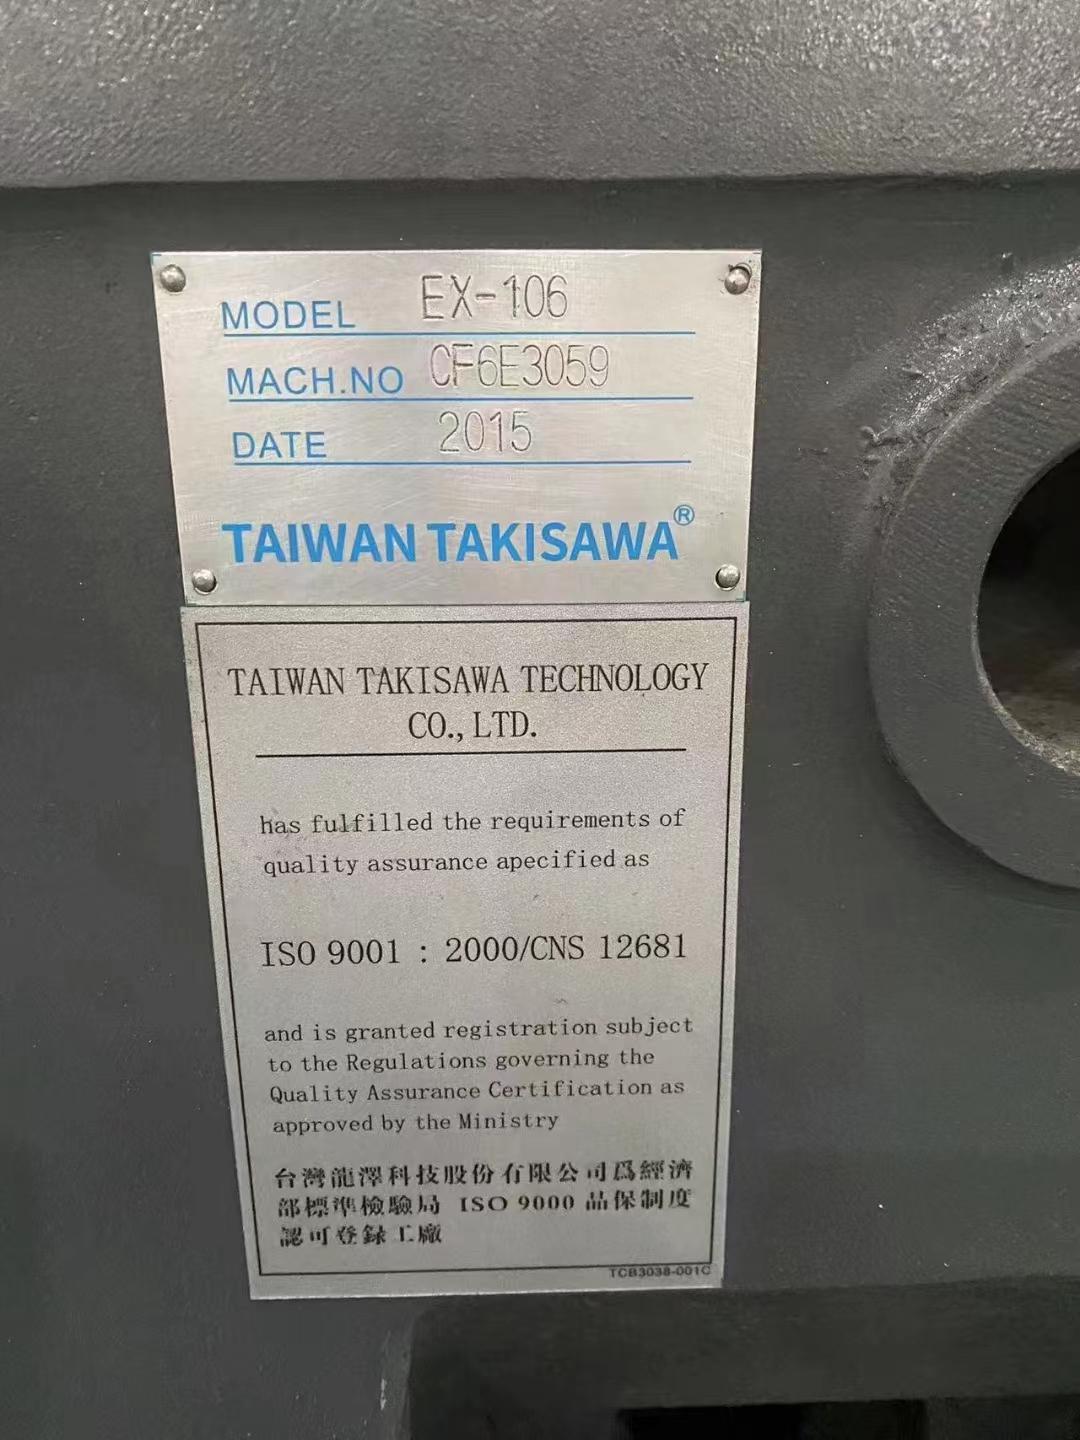 MODEL EX-106
MACH.NO CF6E3059
DATE 2015
TAIWAN TAKISAWA®
TAIWAN TAKISAWA TECHNOLOGY
CO., LTD.
has fulfilled the requirements of
quality assurance apecified as
ISO 9001 : 2000/CNS 12681
and is granted registration subject
to the Regulations governing the
Quality Assurance Certification as
approved by the Ministry
台灣龍澤科技股份有限公司爲經濟
部標準檢驗局 ISO 9000 品保制度
認可登録工廠
TCB3038-001C